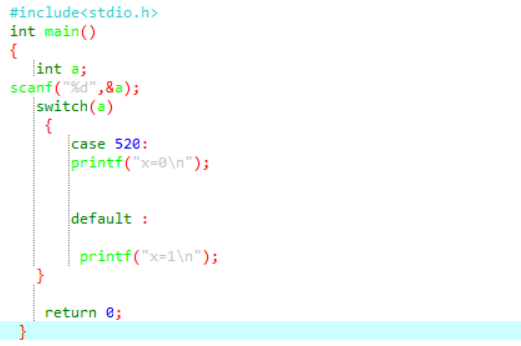 #include<stdio.h>
int main()
{
int a;
scanf("%d",&a);
switch(a)
{
case 520:
printf("x=0\n");
default :
printf("x=1\n");
}
return 0;
}